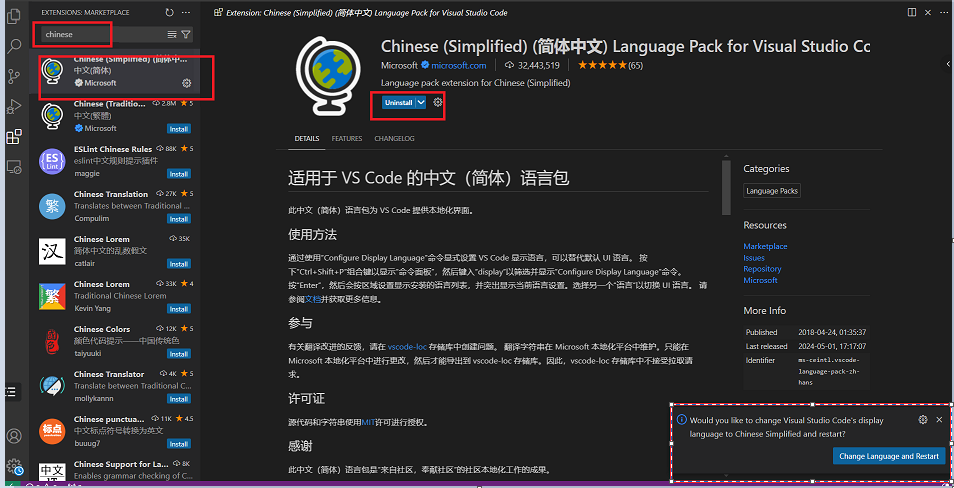 EXTENSIONS: MARKETPLACE
chinese
Chinese (Simplified) (简体中...
中文(简体)
Microsoft
Chinese (Traditio... 2.8M 5
中文(繁體)
Microsoft Install
ESLint Chinese Rules 88K 5
eslint中文规则提示插件
maggie Install
Chinese Translation 27K 5
Translates between Traditional ...
Compulim Install
Chinese Lorem 35K
简体中文的乱数假文
catlair Install
Chinese Lorem 33K 4
Traditional Chinese Lorem
Kevin Yang Install
Chinese Colors 12K 5
颜色代码提示——中国传统色
taiyuuki Install
Chinese Translator 4K 5
Translate between Traditional C...
mollykannn Install
Chinese punctua... 11K 4.5
中文标点符号转换为英文
buuug7 Install
Chinese Support for La... 8K
Enables grammar checking of C...
Extension: Chinese (Simplified) (简体中文) Language Pack for Visual Studio Code
Chinese (Simplified) (简体中文) Language Pack for Visual Studio Cc
Microsoft microsoft.com 32,443,519 (65)
Language pack extension for Chinese (Simplified)
Uninstall
DETAILS FEATURES CHANGELOG
适用于 VS Code 的中文（简体）语言包
此中文（简体）语言包为 VS Code 提供本地化界面。
使用方法
通过使用“Configure Display Language”命令显式设置 VS Code 显示语言，可以替代默认 UI 语言。 按
下“Ctrl+Shift+P”组合键以显示“命令面板”，然后键入“display”以筛选并显示“Configure Display Language”命令。
按“Enter”，然后会按区域设置显示安装的语言列表，并突出显示当前语言设置。选择另一个“语言”以切换 UI 语言。 请
参阅文档并获取更多信息。
参与
有关翻译改进的反馈，请在 vscode-loc 存储库中创建问题。 翻译字符串在 Microsoft 本地化平台中维护。只能在
Microsoft 本地化平台中进行更改，然后才能导出到 vscode-loc 存储库。因此，vscode-loc 存储库中不接受拉取请
求。
许可证
源代码和字符串使用MIT许可进行授权。
感谢
此中文（简体）语言包是“来自社区，奉献社区”的社区本地化工作的成果。
Categories
Language Packs
Resources
Marketplace
Issues
Repository
Microsoft
More Info
Published 2018-04-24, 01:35:37
Last released 2024-05-01, 17:17:07
Identifier ms-ceintl.vscode-
language-pack-zh-
hans
Would you like to change Visual Studio Code's display
language to Chinese Simplified and restart?
Change Language and Restart